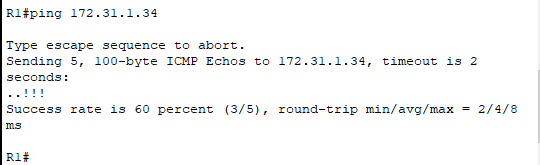 R1#ping 172.31.1.34
Type escape sequence to abort.
Sending 5, 100-byte ICMP Echos to 172.31.1.34, timeout is 2
seconds:
..!!!
Success rate is 60 percent (3/5), round-trip min/avg/max = 2/4/8
ms
R1#